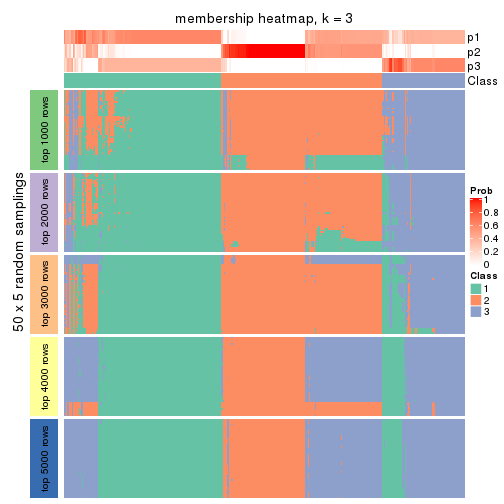 membership heatmap, k = 3
p1
p2
p3
Class
50 x 5 random samplings
top 1000 rows
top 2000 rows
top 3000 rows
top 4000 rows
top 5000 rows
Prob
1
0.8
0.6
0.4
0.2
0
Class
1
2
3